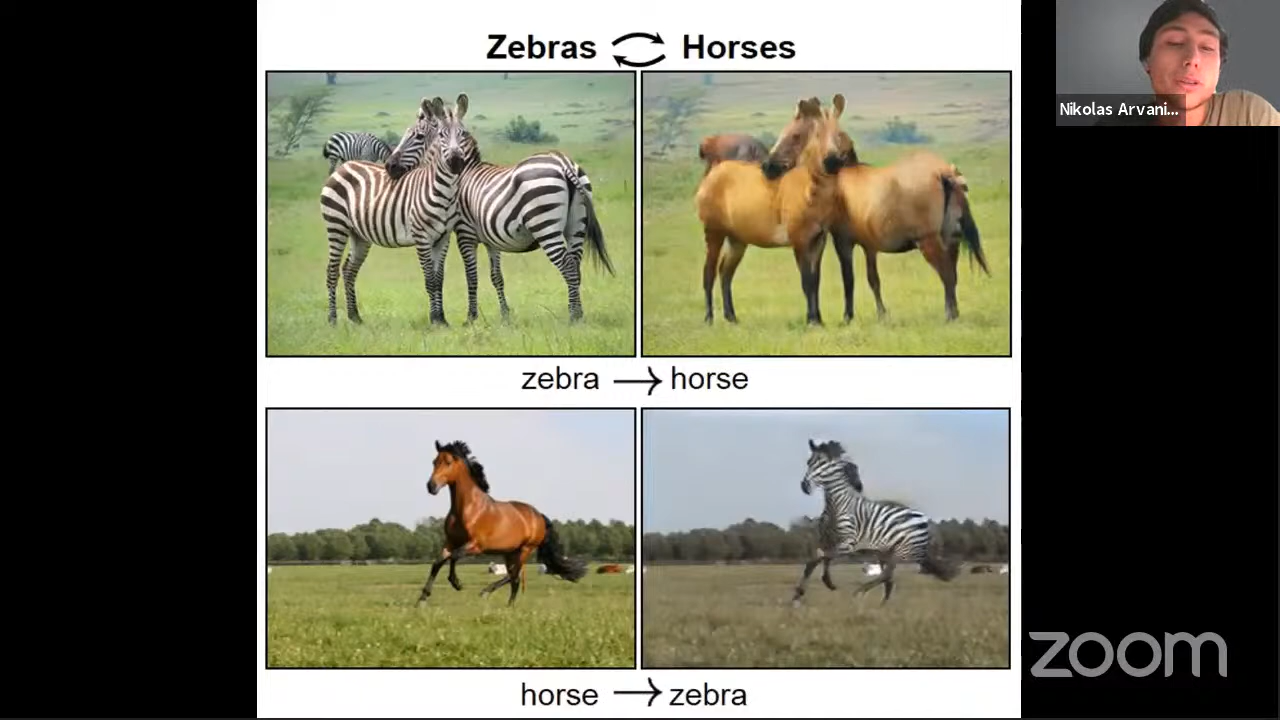 Zebras Horses
Nikolas Arvani...
zebra → horse
horse → zebra
zoom